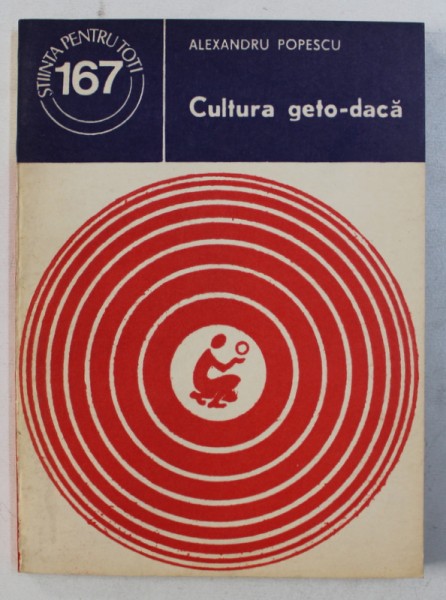 ȘTIINȚA PENTRU TOȚI
167
ALEXANDRU POPESCU
Cultura geto-dacă